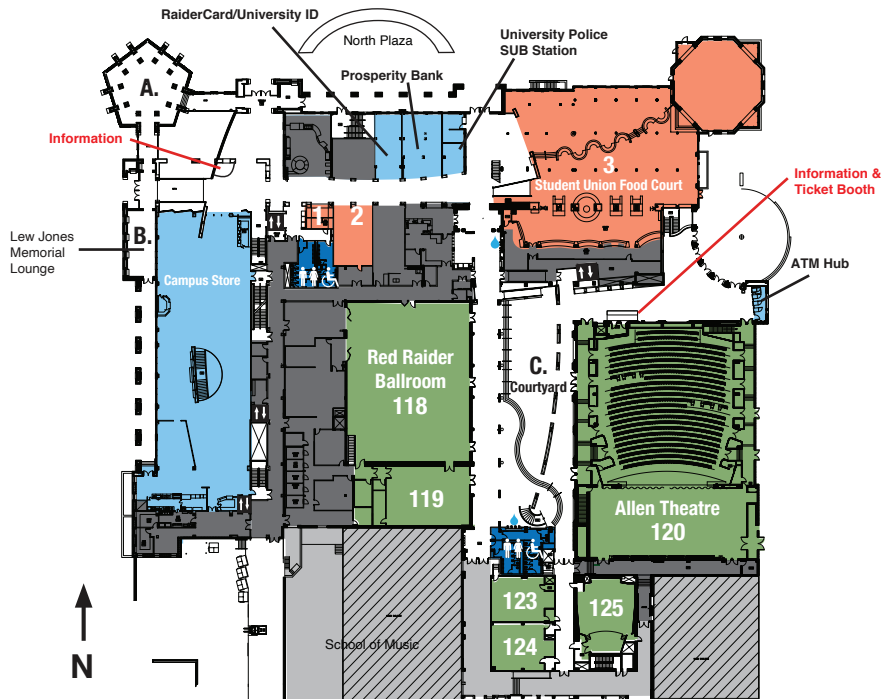 RaiderCard/University ID
North Plaza
University Police
SUB Station
Prosperity Bank
A.
Information
3
Student Union Food Court
Information &
Ticket Booth
1
2
B.
Lew Jones
Memorial
Lounge
Campus Store
ATM Hub
Red Raider
Ballroom
118
C.
Courtyard
119
Allen Theatre
120
123
125
124
School of Music
N